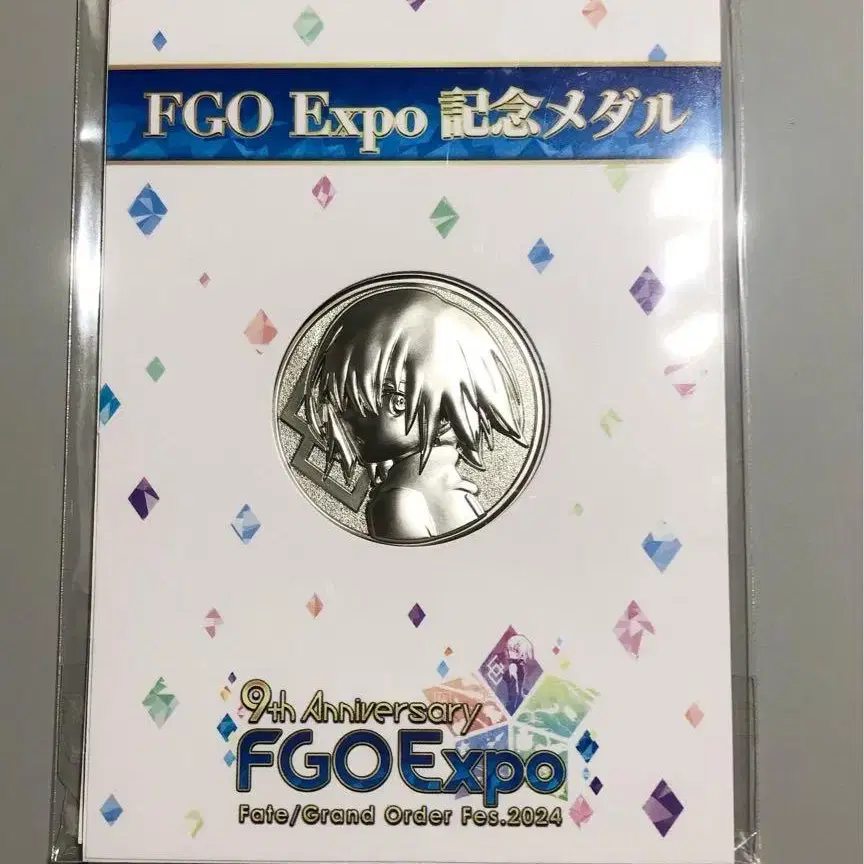 FGO Expo 記念メダル
9th Anniversary
FGO Expo
Fate/Grand Order Fes.2024